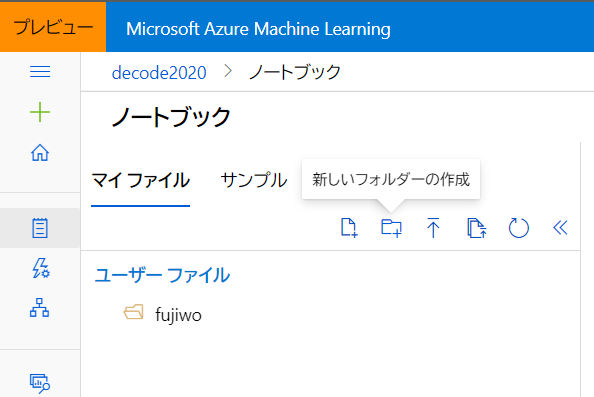 プレビュー
Microsoft Azure Machine Learning
decode2020 > ノートブック
ノートブック
マイ ファイル
サンプル
新しいフォルダーの作成
ユーザー ファイル
fujiwo